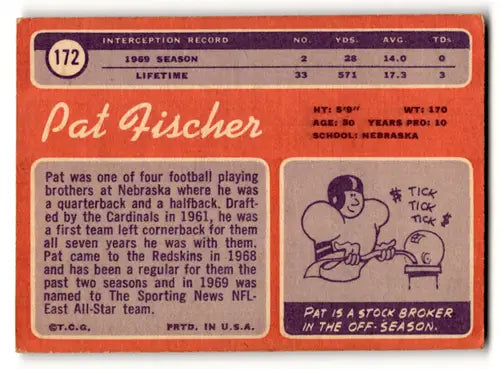 172
INTERCEPTION RECORD NO. YDS. AVG. TDS
1969 SEASON 2 28 14.0 0
LIFETIME 33 571 17.3 3
Pat Fischer
HT: 5'9" WT: 170
AGE: 30 YEARS PRO: 10
SCHOOL: NEBRASKA
Pat was one of four football playing
brothers at Nebraska where he was
a quarterback and a halfback. Draft-
ed by the Cardinals in 1961, he was
a first team left cornerback for them
all seven years he was with them.
Pat came to the Redskins in 1968
and has been a regular for them the
past two seasons and in 1969 was
named to The Sporting News NFL-
East All-Star team.
©T.C.G. PRTD. IN U.S.A.
$ TICK
TICK
TICK $
PAT IS A STOCK BROKER
IN THE OFF-SEASON.